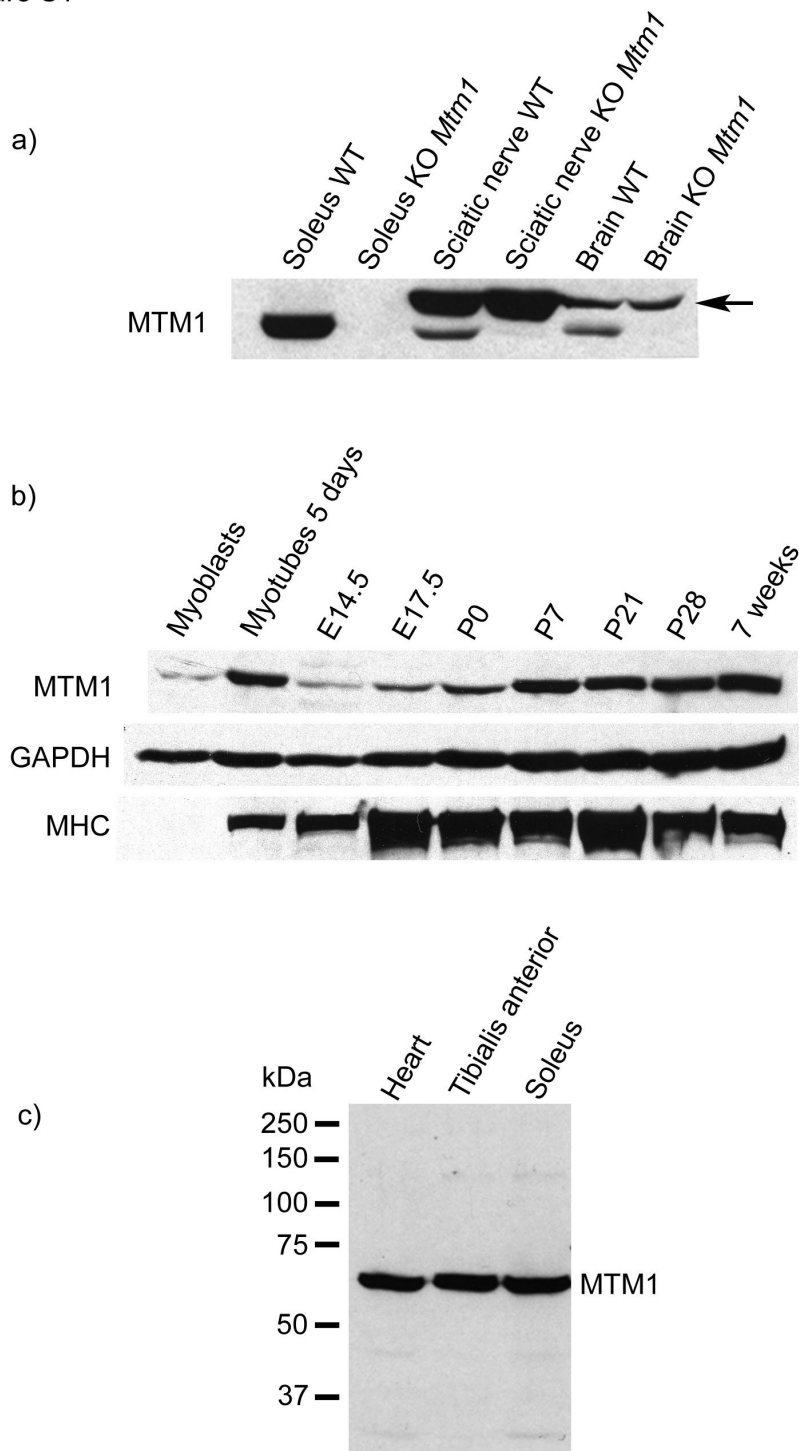 a)
Soleus WT
Soleus KO Mtm1
Sciatic nerve WT
Sciatic nerve KO Mtm1
Brain WT
Brain KO Mtm1
MTM1
b)
Myoblasts
Myotubes 5 days
E14.5
E17.5
P0
P7
P21
P28
7 weeks
MTM1
GAPDH
MHC
c)
kDa
Heart
Tibialis anterior
Soleus
250
150
100
75
MTM1
50
37